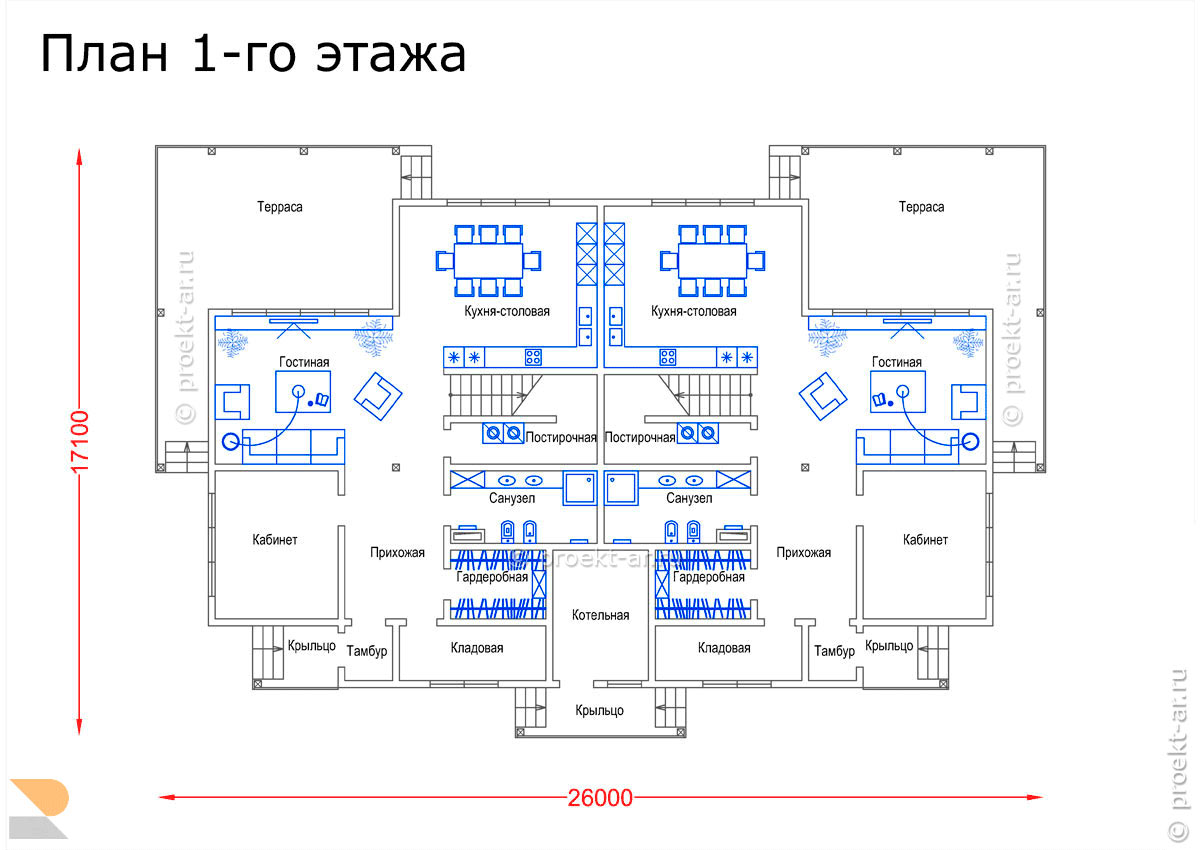 План 1-го этажа
Терраса
Терраса
© proekt-ar.ru
© proekt-ar.ru
Кухня-столовая
Кухня-столовая
Гостиная
Гостиная
17100
Постирочная
Постирочная
Санузел
Санузел
Кабинет
Прихожая
Прихожая
Кабинет
© proekt-ar.ru
Гардеробная
Гардеробная
Котельная
Крыльцо
Тамбур
Кладовая
Кладовая
Тамбур
Крыльцо
Крыльцо
26000
© proekt-ar.ru